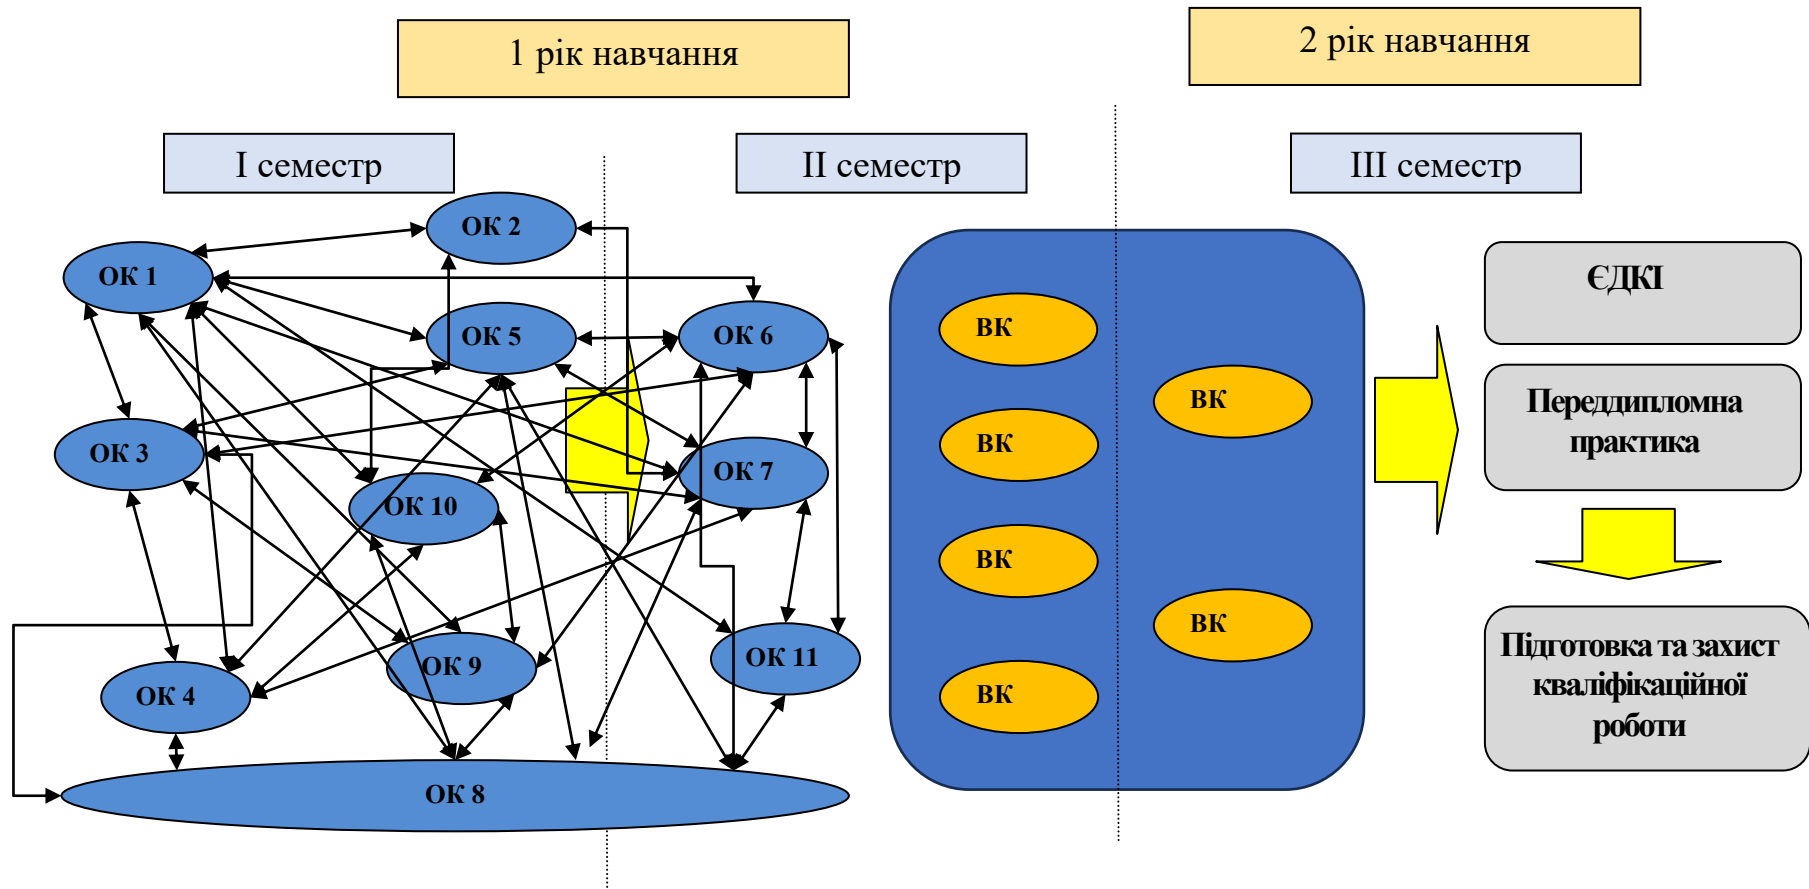 1 рік навчання
2 рік навчання
I семестр
II семестр
III семестр
ОК 2
ОК 1
ОК 5
ОК 6
ОК 3
ОК 7
ОК 10
ОК 9
ОК 11
ОК 4
ОК 8
ВК
ВК
ВК
ВК
ВК
ВК
ЄДКІ
Переддипломна
практика
Підготовка та захист
кваліфікаційної
роботи